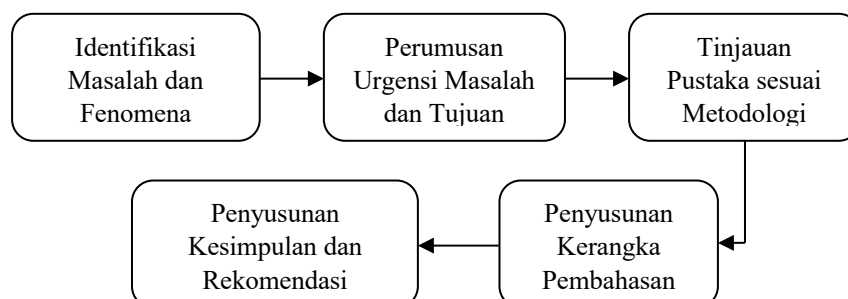 Identifikasi
Masalah dan
Fenomena
Perumusan
Urgensi Masalah
dan Tujuan
Tinjauan
Pustaka sesuai
Metodologi
Penyusunan
Kerangka
Pembahasan
Penyusunan
Kesimpulan dan
Rekomendasi